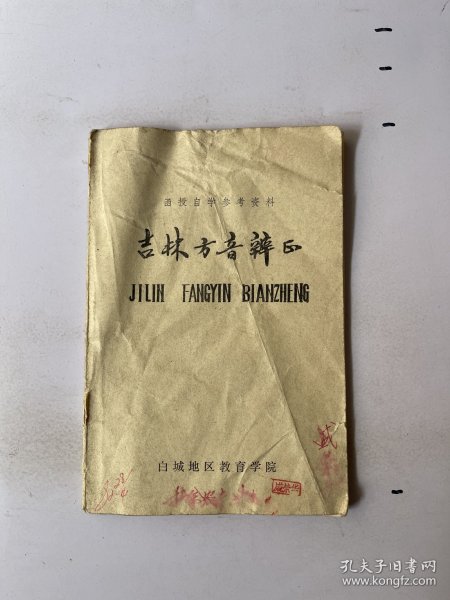 函授自学参考资料
吉林方音辨正
JILIN FANGYIN BIANZHENG
白城地区教育学院
孔夫子旧书网
www.kongfz.com